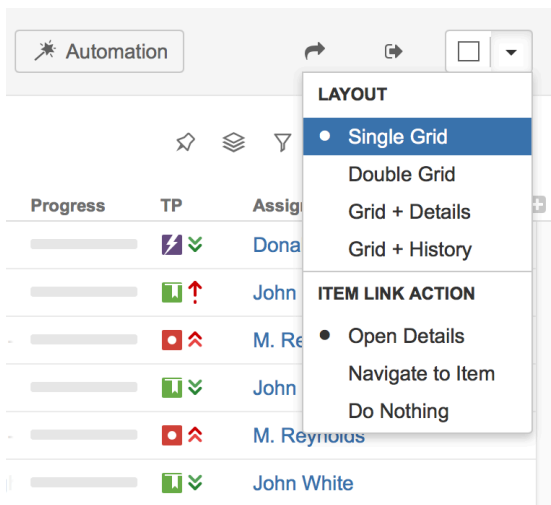 Automation
LAYOUT
Single Grid
Double Grid
Grid + Details
Grid + History
ITEM LINK ACTION
Open Details
Navigate to Item
Do Nothing
Progress TP Assig
Dona
John
M. Re
John
M. Reynolds
John White